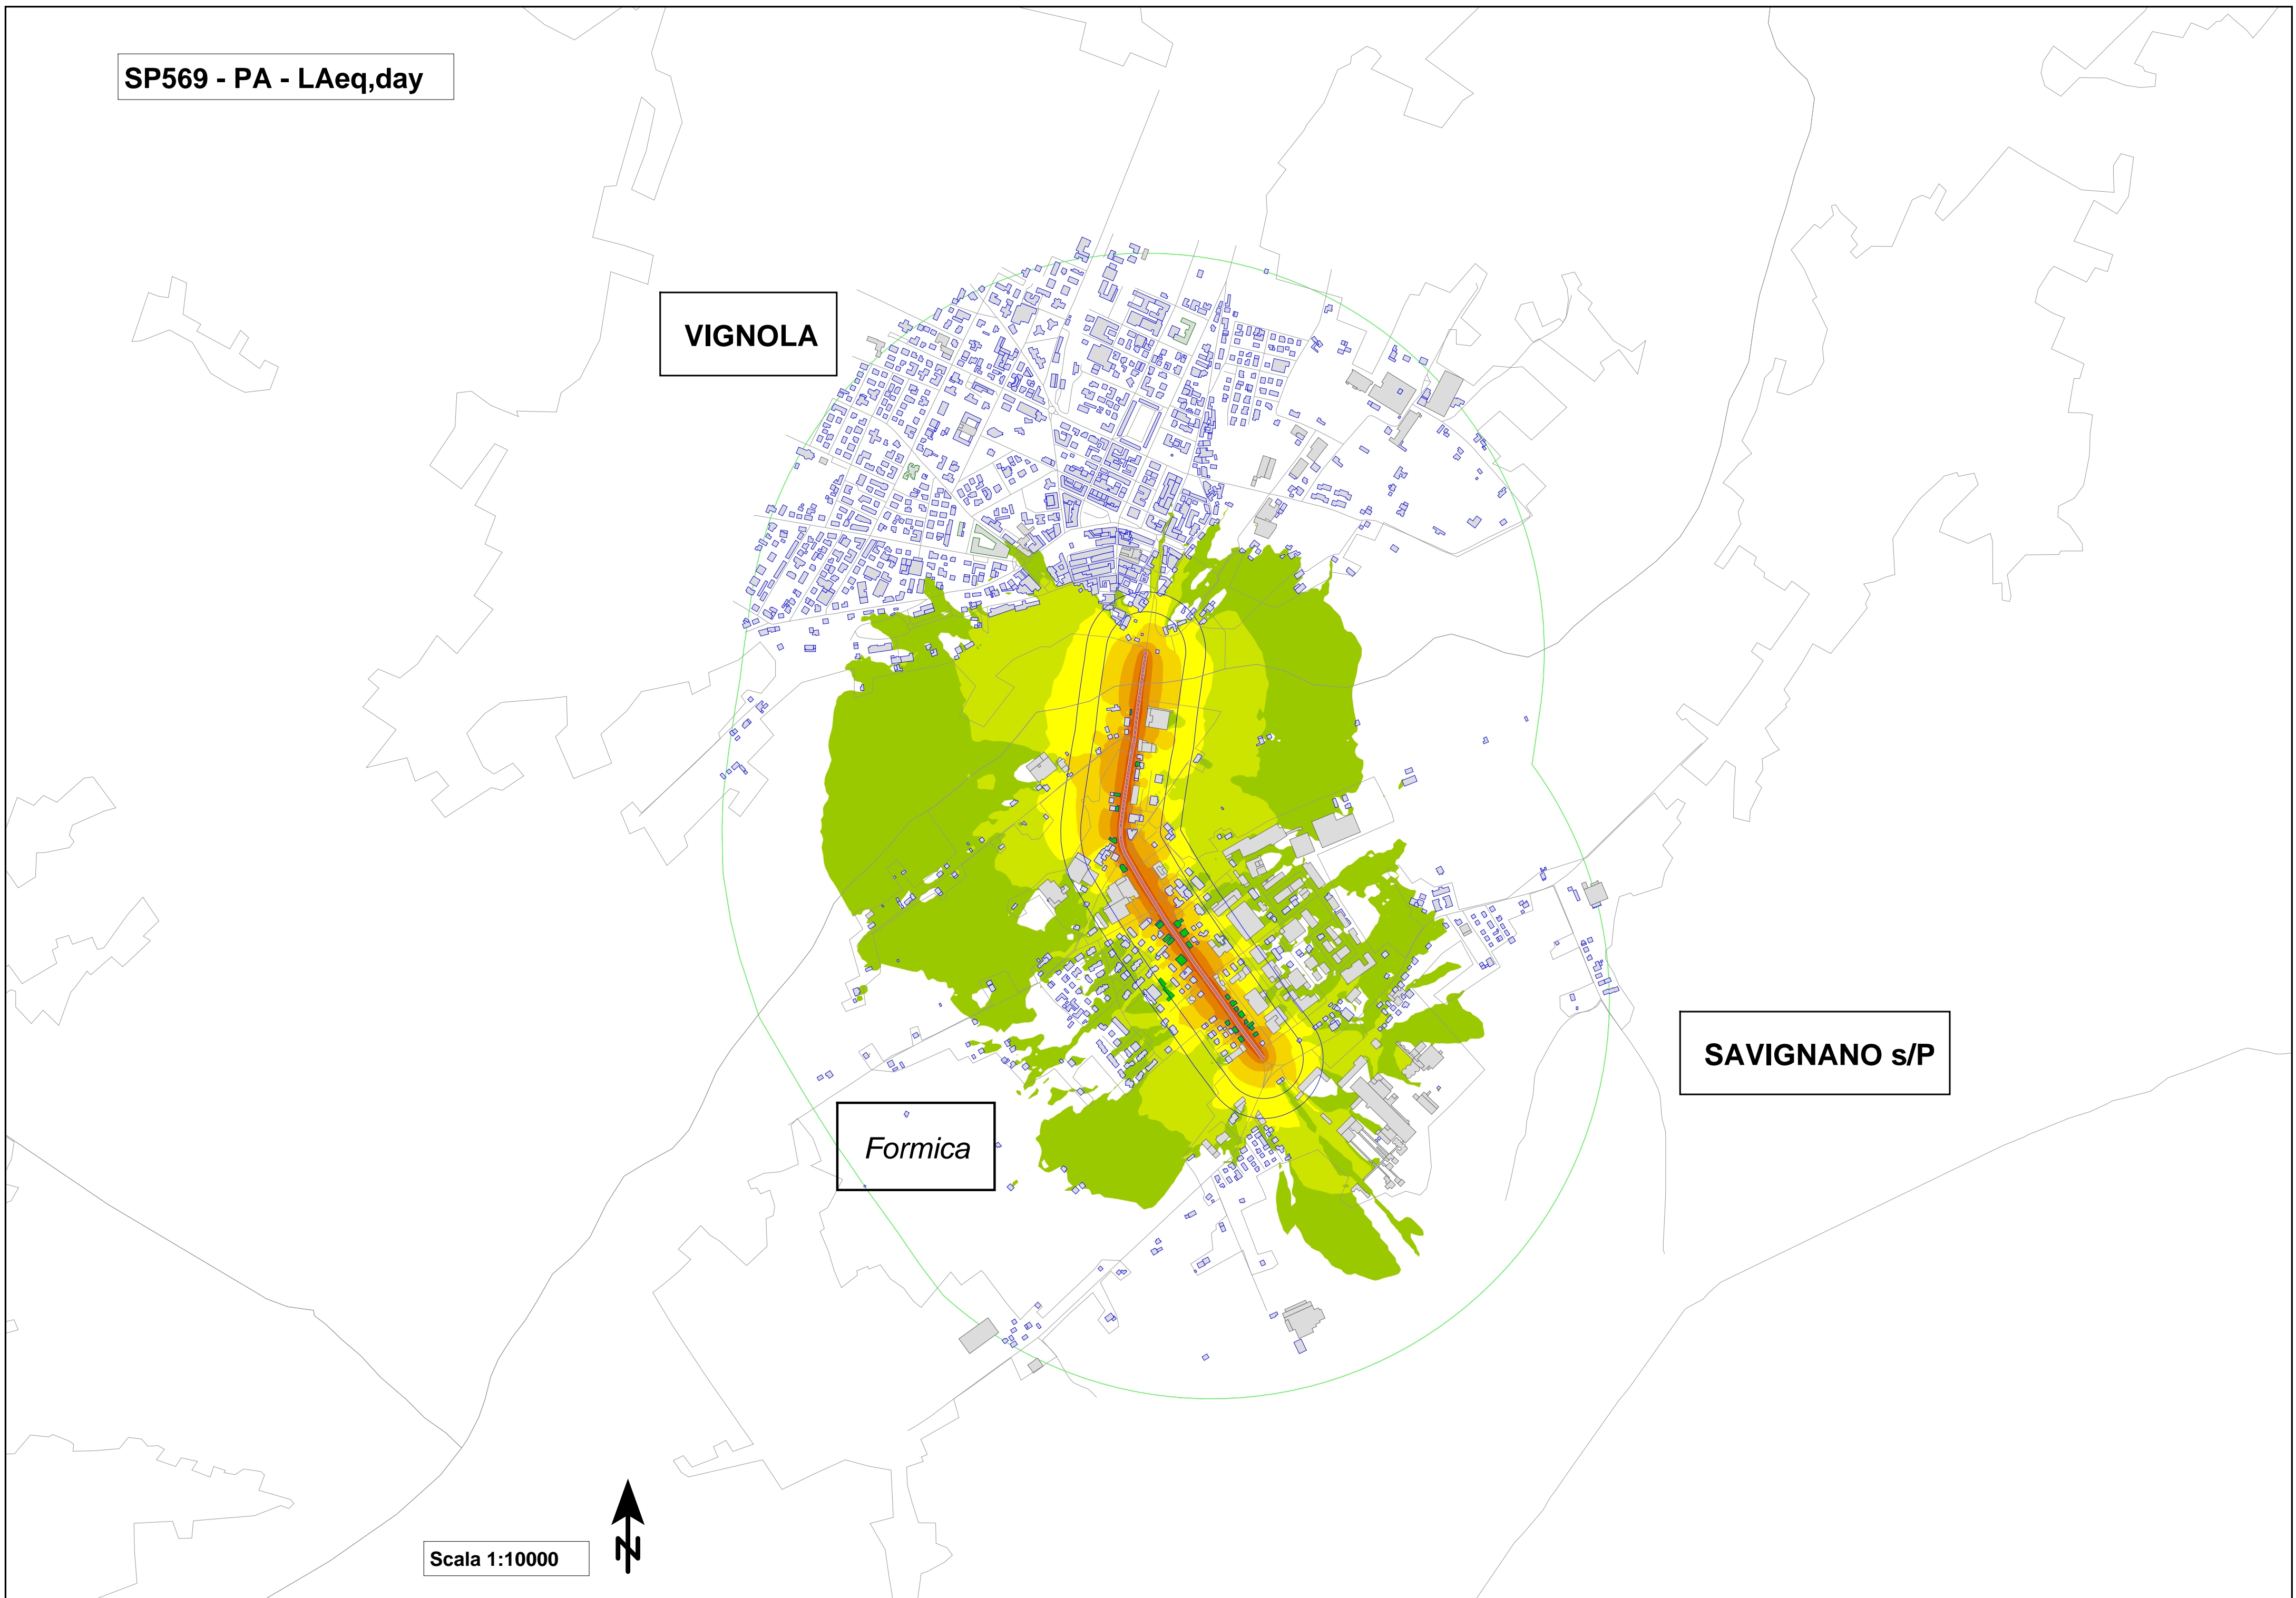 SP569 - PA - LAeq,day
VIGNOLA
SAVIGNANO s/P
Formica
Scala 1:10000
N